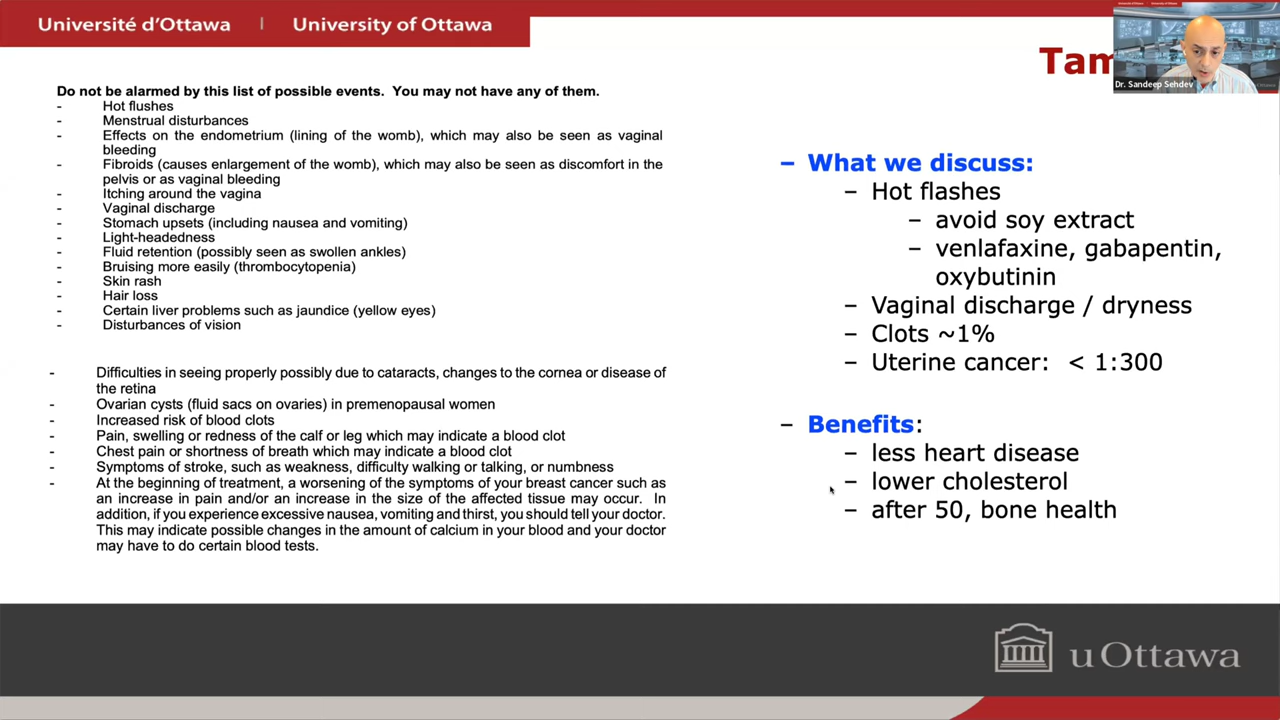 Université d'Ottawa | University of Ottawa
Tam
Dr. Sandeep Sehdev
Do not be alarmed by this list of possible events. You may not have any of them.
- Hot flushes
- Menstrual disturbances
- Effects on the endometrium (lining of the womb), which may also be seen as vaginal
bleeding
- Fibroids (causes enlargement of the womb), which may also be seen as discomfort in the
pelvis or as vaginal bleeding
- Itching around the vagina
- Vaginal discharge
- Stomach upsets (including nausea and vomiting)
- Light-headedness
- Fluid retention (possibly seen as swollen ankles)
- Bruising more easily (thrombocytopenia)
- Skin rash
- Hair loss
- Certain liver problems such as jaundice (yellow eyes)
- Disturbances of vision
- Difficulties in seeing properly possibly due to cataracts, changes to the cornea or disease of
the retina
- Ovarian cysts (fluid sacs on ovaries) in premenopausal women
- Increased risk of blood clots
- Pain, swelling or redness of the calf or leg which may indicate a blood clot
- Chest pain or shortness of breath which may indicate a blood clot
- Symptoms of stroke, such as weakness, difficulty walking or talking, or numbness
- At the beginning of treatment, a worsening of the symptoms of your breast cancer such as
an increase in pain and/or an increase in the size of the affected tissue may occur. In
addition, if you experience excessive nausea, vomiting and thirst, you should tell your doctor.
This may indicate possible changes in the amount of calcium in your blood and your doctor
may have to do certain blood tests.
– What we discuss:
– Hot flashes
– avoid soy extract
– venlafaxine, gabapentin,
oxybutinin
– Vaginal discharge / dryness
– Clots ~1%
– Uterine cancer: < 1:300
– Benefits:
– less heart disease
– lower cholesterol
– after 50, bone health
uOttawa